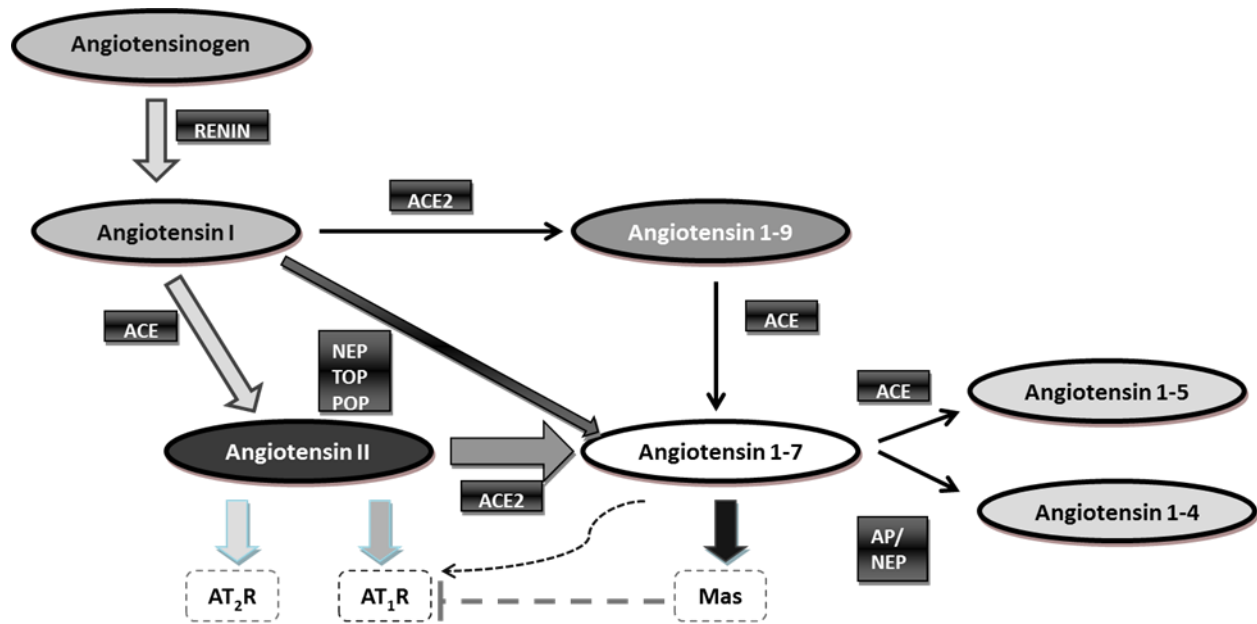 Angiotensinogen
RENIN
Angiotensin I
ACE2
Angiotensin 1-9
ACE
NEP
TOP
POP
ACE
ACE
Angiotensin 1-5
Angiotensin II
ACE2
Angiotensin 1-7
AP/
NEP
Angiotensin 1-4
AT₂R
AT₁R
Mas